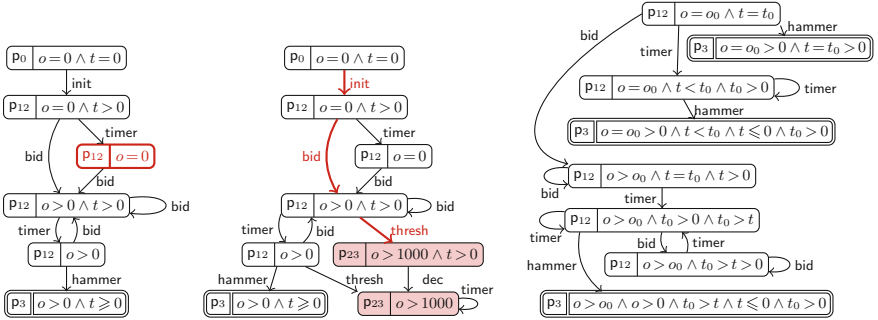 p₀ o = 0 ∧ t = 0
init
p₁₂ o = 0 ∧ t > 0
timer
bid
p₁₂ o = 0
bid
p₁₂ o > 0 ∧ t > 0
bid
timer
bid
p₁₂ o > 0
hammer
p₃ o > 0 ∧ t ⩾ 0
p₀ o = 0 ∧ t = 0
init
p₁₂ o = 0 ∧ t > 0
timer
bid
p₁₂ o = 0
bid
p₁₂ o > 0 ∧ t > 0
bid
timer
bid
thresh
p₁₂ o > 0
p₂₃ o > 1000 ∧ t > 0
hammer
thresh
dec
p₃ o > 0 ∧ t ⩾ 0
p₂₃ o > 1000
timer
p₁₂ o = o₀ ∧ t = t₀
hammer
bid
timer
p₃ o = o₀ > 0 ∧ t = t₀ > 0
p₁₂ o = o₀ ∧ t < t₀ ∧ t₀ > 0
timer
hammer
p₃ o = o₀ > 0 ∧ t < t₀ ∧ t ⩽ 0 ∧ t₀ > 0
p₁₂ o > o₀ ∧ t = t₀ ∧ t > 0
bid
timer
p₁₂ o > o₀ ∧ t₀ > 0 ∧ t₀ > t
timer
bid
timer
hammer
p₁₂ o > o₀ ∧ t₀ > t > 0
bid
p₃ o > o₀ ∧ o > 0 ∧ t₀ > t ∧ t ⩽ 0 ∧ t₀ > 0